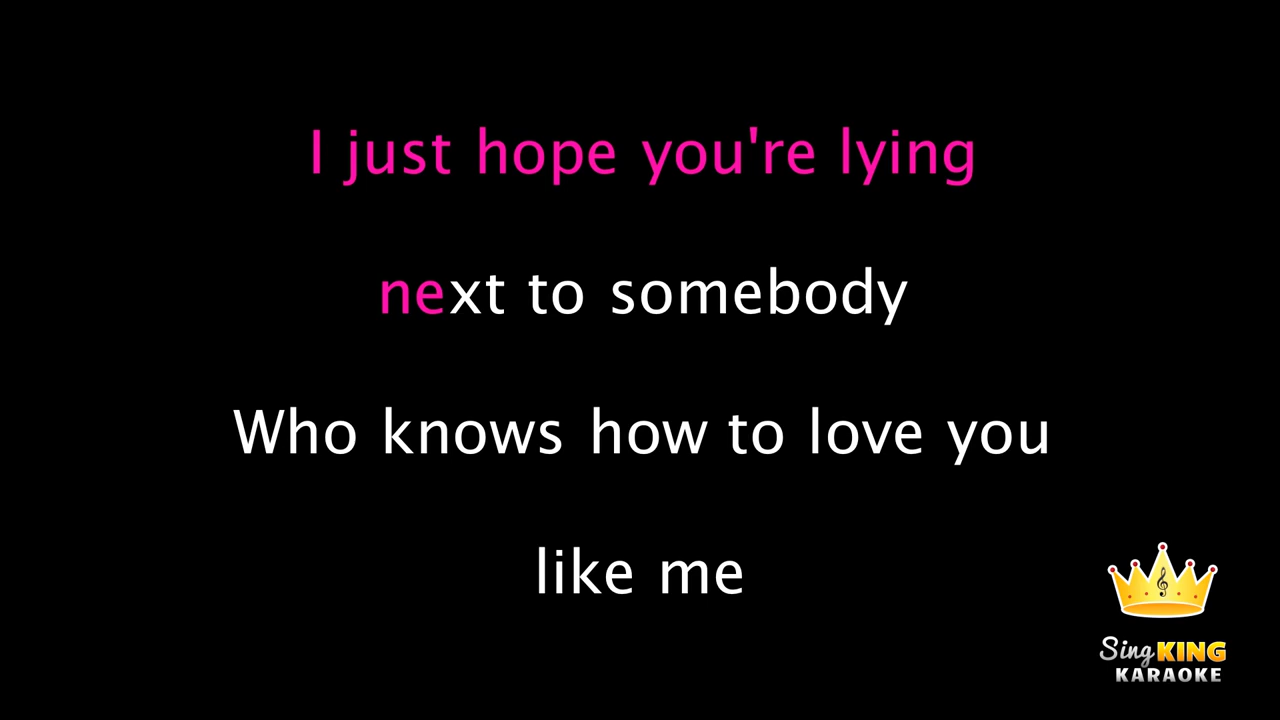 I just hope you're lying
next to somebody
Who knows how to love you
like me
Sing KING
KARAOKE